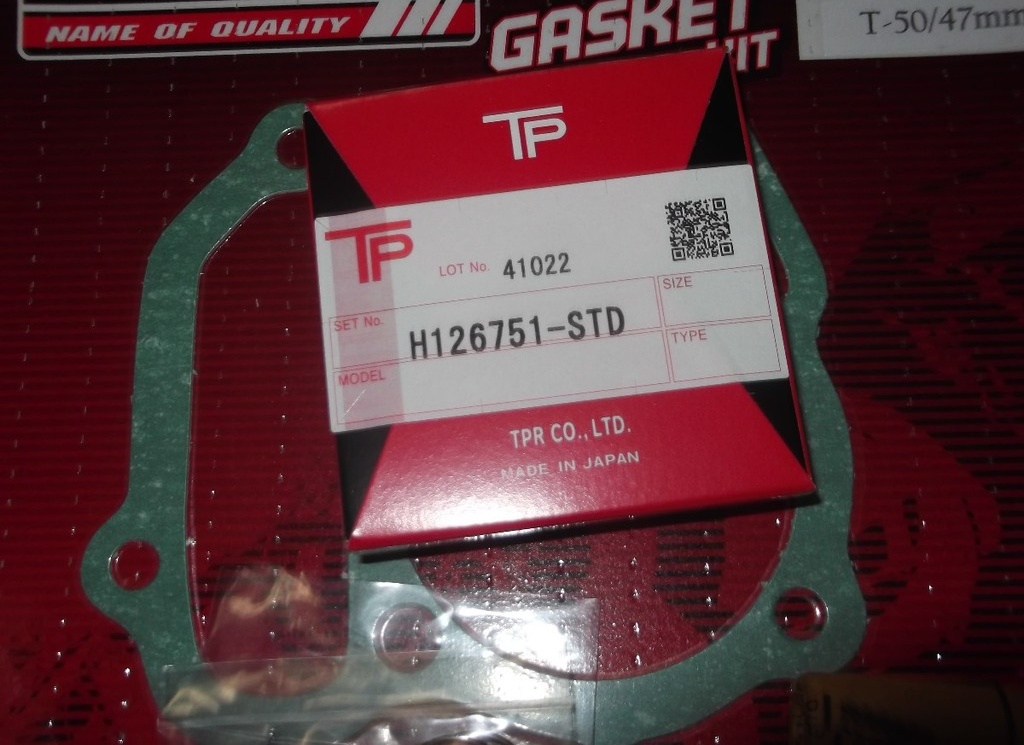 NAME OF QUALITY
GASKET
KIT
T-50/47mm
TP
TP
LOT No. 41022
SIZE
SET No. H126751-STD
TYPE
MODEL
TPR CO., LTD.
MADE IN JAPAN